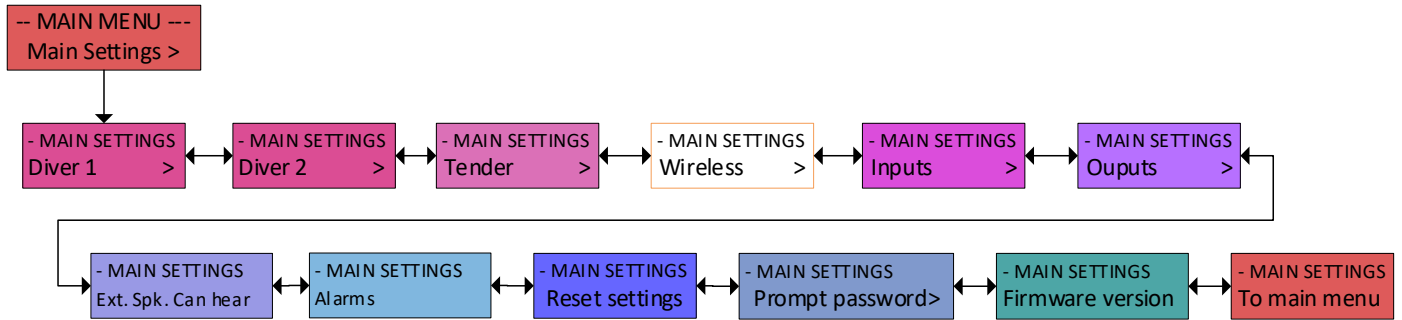 -- MAIN MENU ---
Main Settings >
- MAIN SETTINGS
Diver 1 >
- MAIN SETTINGS
Diver 2 >
- MAIN SETTINGS
Tender >
- MAIN SETTINGS
Wireless >
- MAIN SETTINGS
Inputs >
- MAIN SETTINGS
Ouputs >
- MAIN SETTINGS
Ext. Spk. Can hear
- MAIN SETTINGS
Alarms
- MAIN SETTINGS
Reset settings
- MAIN SETTINGS
Prompt password>
- MAIN SETTINGS
Firmware version
- MAIN SETTINGS
To main menu